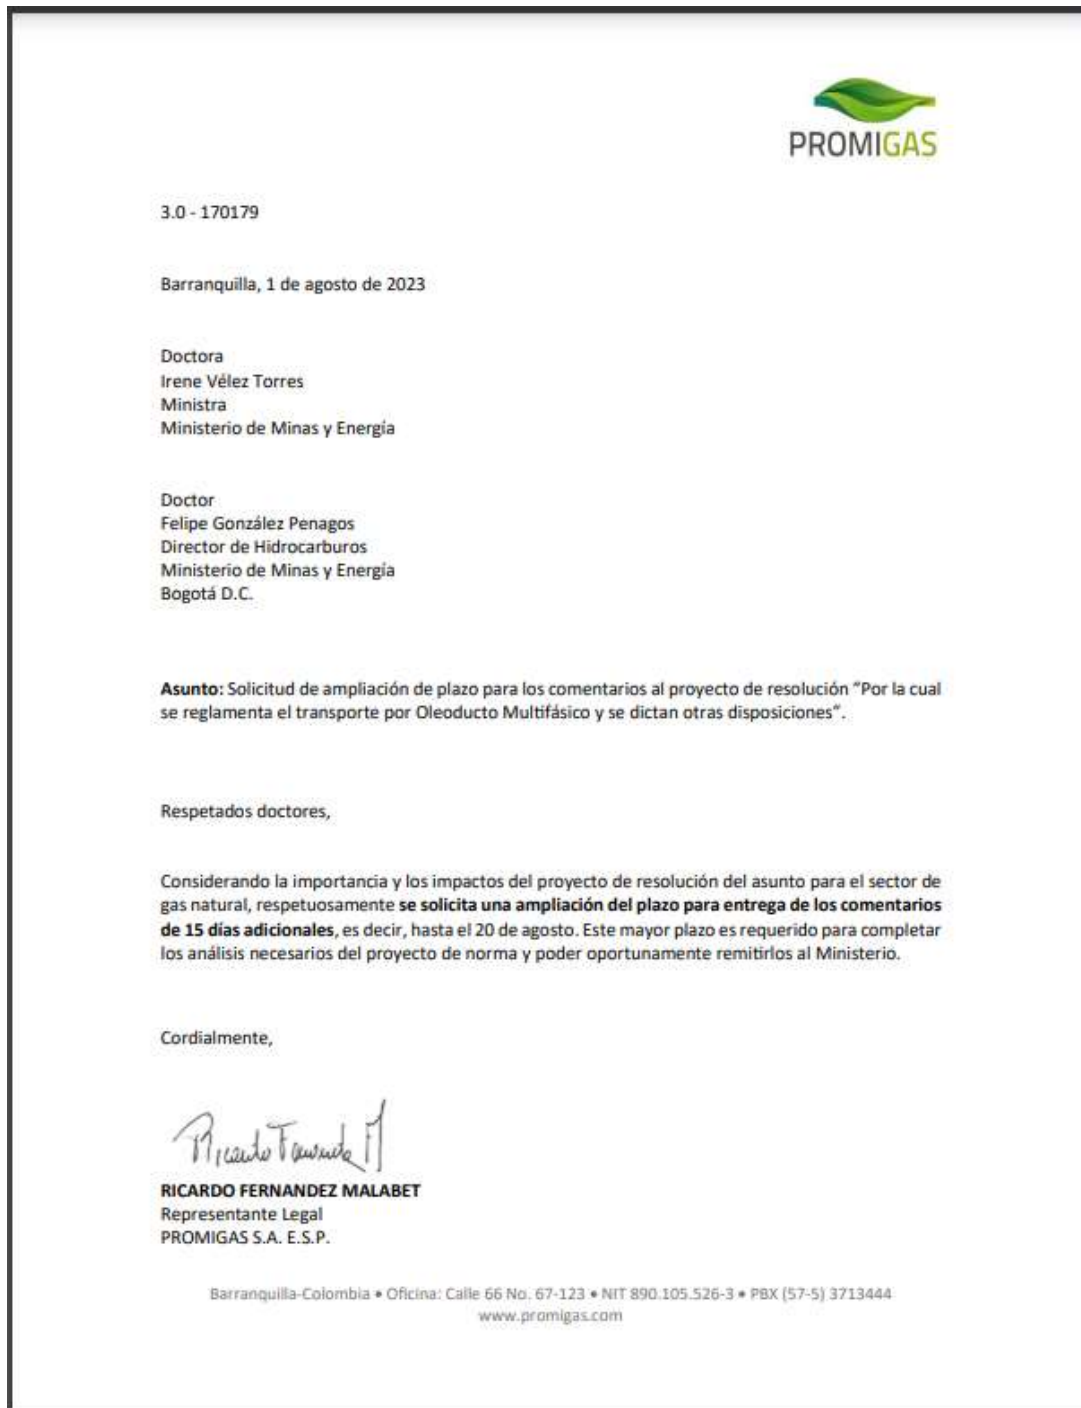 PROMIGAS
3.0 - 170179
Barranquilla, 1 de agosto de 2023
Doctora
Irene Vélez Torres
Ministra
Ministerio de Minas y Energía
Doctor
Felipe González Penagos
Director de Hidrocarburos
Ministerio de Minas y Energía
Bogotá D.C.
Asunto: Solicitud de ampliación de plazo para los comentarios al proyecto de resolución “Por la cual
se reglamenta el transporte por Oleoducto Multifásico y se dictan otras disposiciones”.
Respetados doctores,
Considerando la importancia y los impactos del proyecto de resolución del asunto para el sector de
gas natural, respetuosamente se solicita una ampliación del plazo para entrega de los comentarios
de 15 días adicionales, es decir, hasta el 20 de agosto. Este mayor plazo es requerido para completar
los análisis necesarios del proyecto de norma y poder oportunamente remitirlos al Ministerio.
Cordialmente,
RICARDO FERNANDEZ MALABET
Representante Legal
PROMIGAS S.A. E.S.P.
Barranquilla-Colombia • Oficina: Calle 66 No. 67-123 • NIT 890.105.526-3 • PBX (57-5) 3713444
www.promigas.com